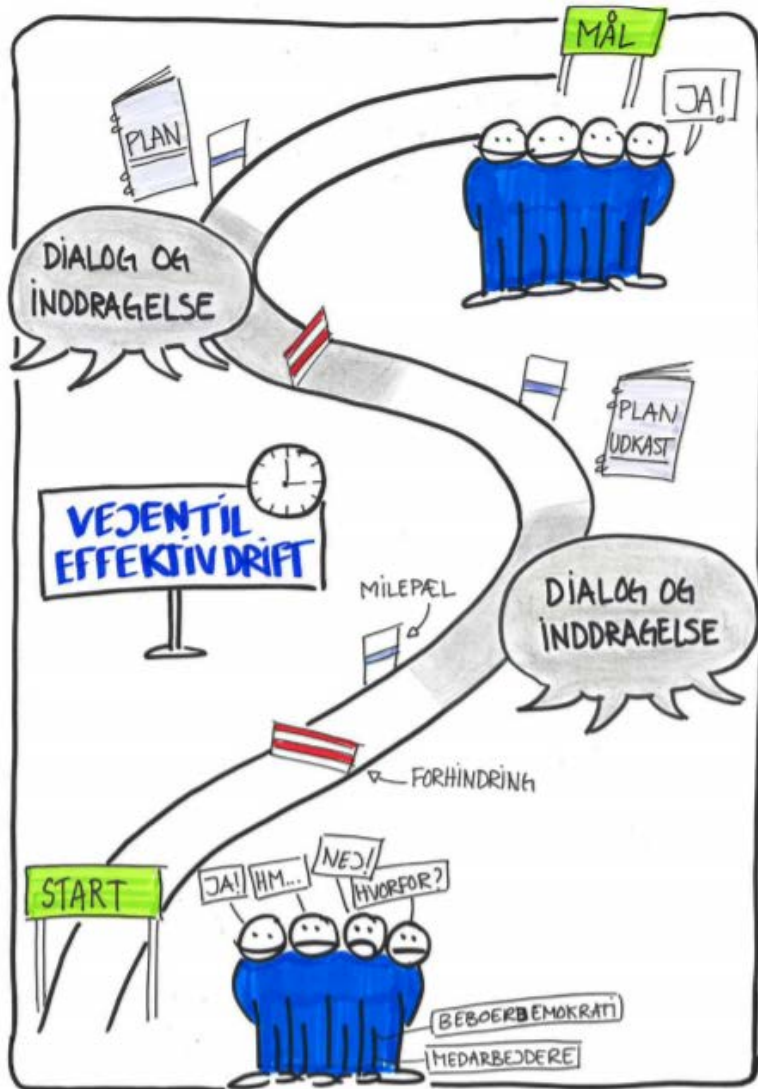 MÅL
JA!
PLAN
DIALOG OG
INDDRAGELSE
PLAN
UDKAST
VEJEN TIL
EFFEKTIV DRIFT
DIALOG OG
INDDRAGELSE
MILEPÆL
FORHINDRING
START
JA!
HM...
NEJ!
HVORFOR?
BEBOERDEMOKRATI
MEDARBEJDERE